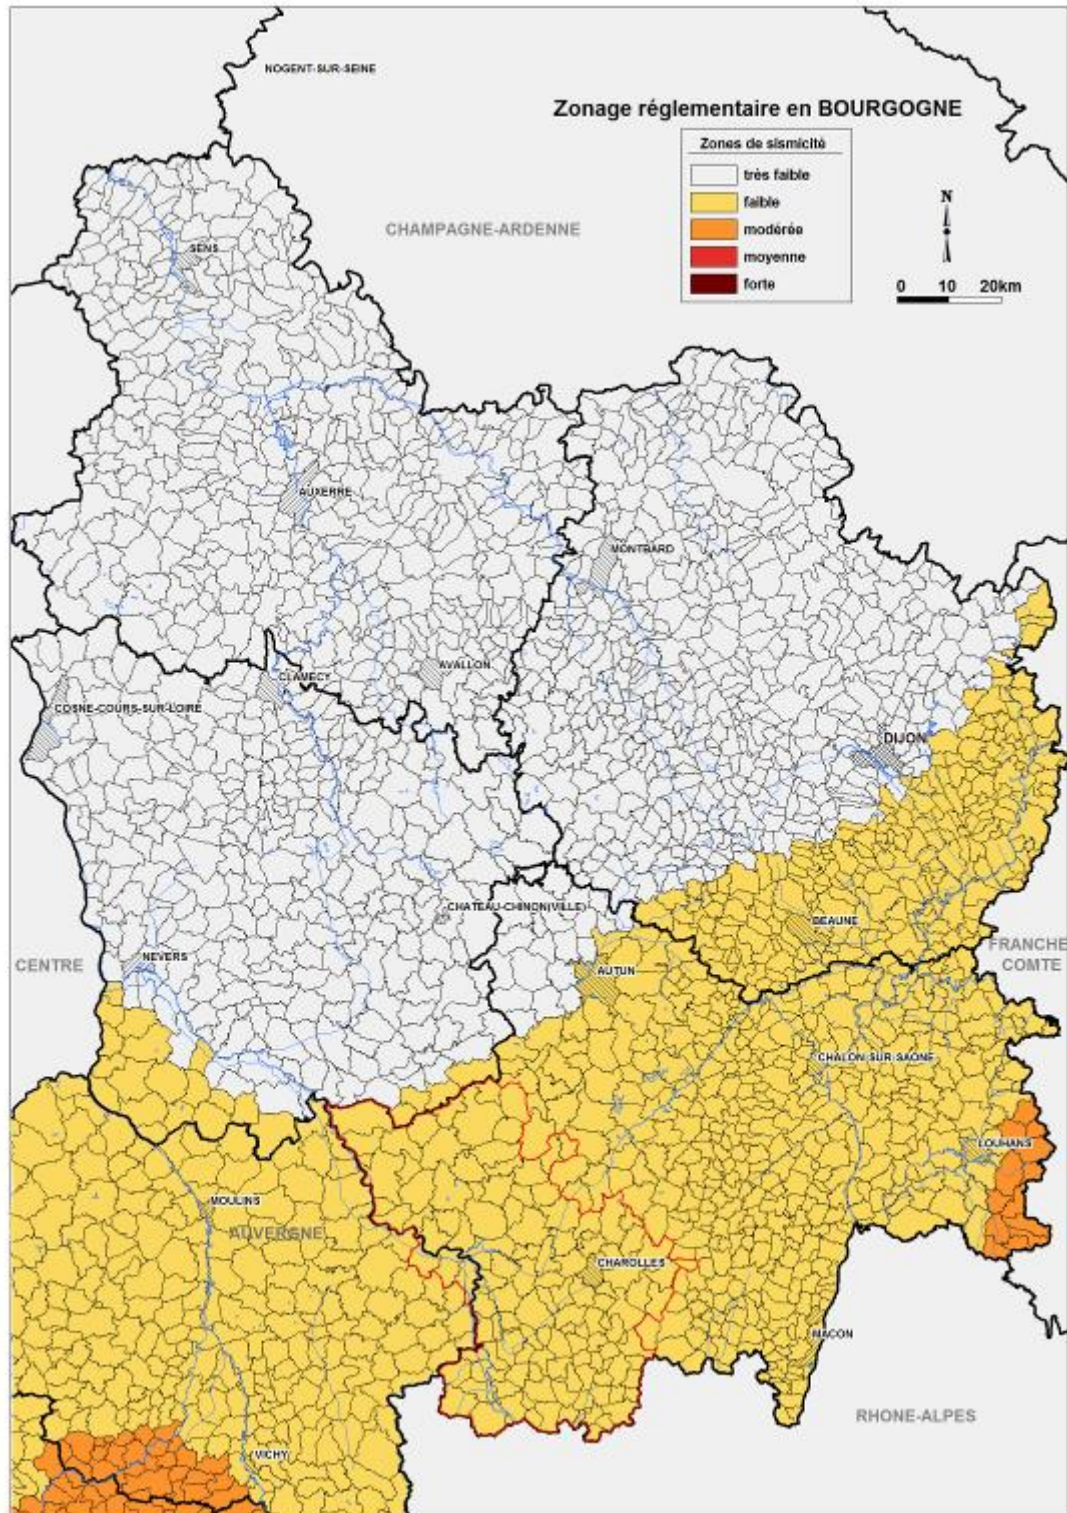 NOGENT-SUR-SEINE
Zonage réglementaire en BOURGOGNE
Zones de sismicité
très faible
faible
modérée
moyenne
forte
N
0 10 20km
CHAMPAGNE-ARDENNE
SENS
AUXERRE
MONTBARD
AVALLON
CLAMECY
COSNE-COURS-SUR-LOIRE
DIJON
CHATEAU-CHINON(VILLE)
BEAUNE
NEVERS
CENTRE
FRANCHE
COMTE
AUTUN
CHALON-SUR-SAONE
LOUHANS
MOULINS
AUVERGNE
CHAROLLES
MACON
RHONE-ALPES
VICHY